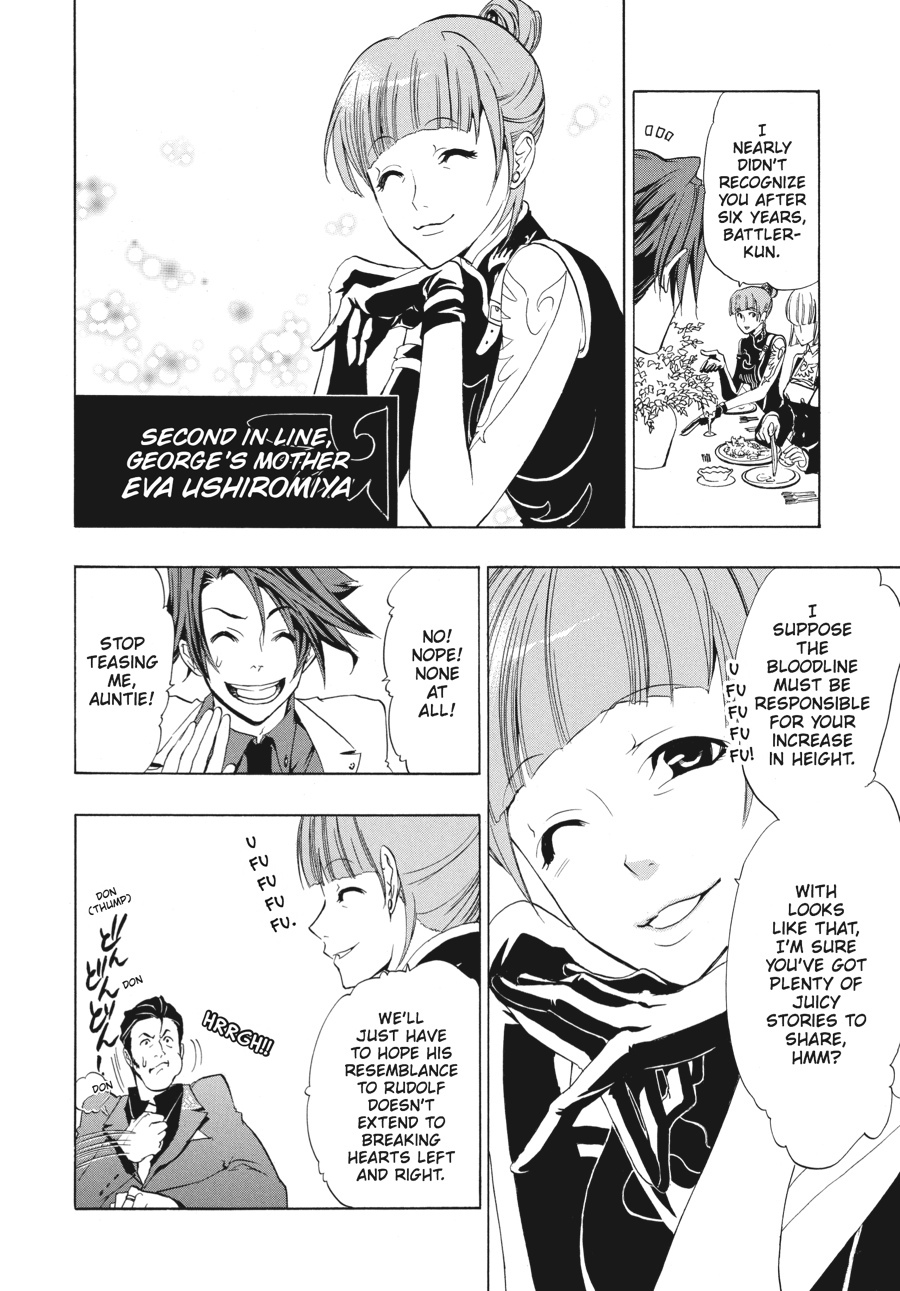 I
NEARLY
DIDN'T
RECOGNIZE
YOU AFTER
SIX YEARS,
BATTLER-
KUN.
SECOND IN LINE,
GEORGE'S MOTHER
EVA USHIROMIYA
I
SUPPOSE
THE
BLOODLINE
MUST BE
RESPONSIBLE
FOR YOUR
INCREASE
IN HEIGHT.
U
FU
FU
FU
FU!
WITH
LOOKS
LIKE THAT,
I'M SURE
YOU'VE GOT
PLENTY OF
JUICY
STORIES TO
SHARE,
HMM?
NO!
NOPE!
NONE
AT
ALL!
STOP
TEASING
ME,
AUNTIE!
U
FU
FU
FU
FU.
WE'LL
JUST HAVE
TO HOPE HIS
RESEMBLANCE
TO RUDOLF
DOESN'T
EXTEND TO
BREAKING
HEARTS LEFT
AND RIGHT.
HRRGH!!
DON
(THUMP)
どん
どん
どん!
DON
DON